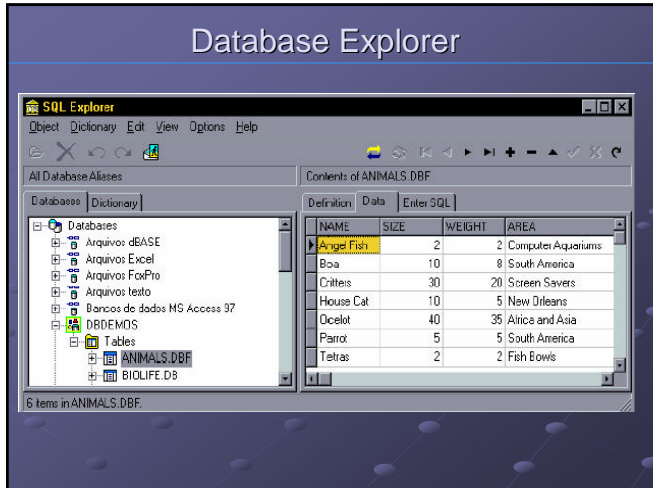 Database Explorer
SQL Explorer
Object Dictionary Edit View Options Help
All Database Aliases
Contents of ANIMALS.DBF
Databases Dictionary
Definition Data Enter SQL
Databases
Arquivos dBASE
Arquivos Excel
Arquivos FoxPro
Arquivos texto
Bancos de dados MS Access 97
DBDEMOS
Tables
ANIMALS.DBF
BIOLIFE.DB
NAME SIZE WEIGHT AREA
Angel Fish 2 2 Computer Aquariums
Boa 10 8 South America
Critters 30 20 Screen Savers
House Cat 10 5 New Orleans
Ocelot 40 35 Africa and Asia
Parrot 5 5 South America
Tetras 2 2 Fish Bowls
6 items in ANIMALS.DBF.